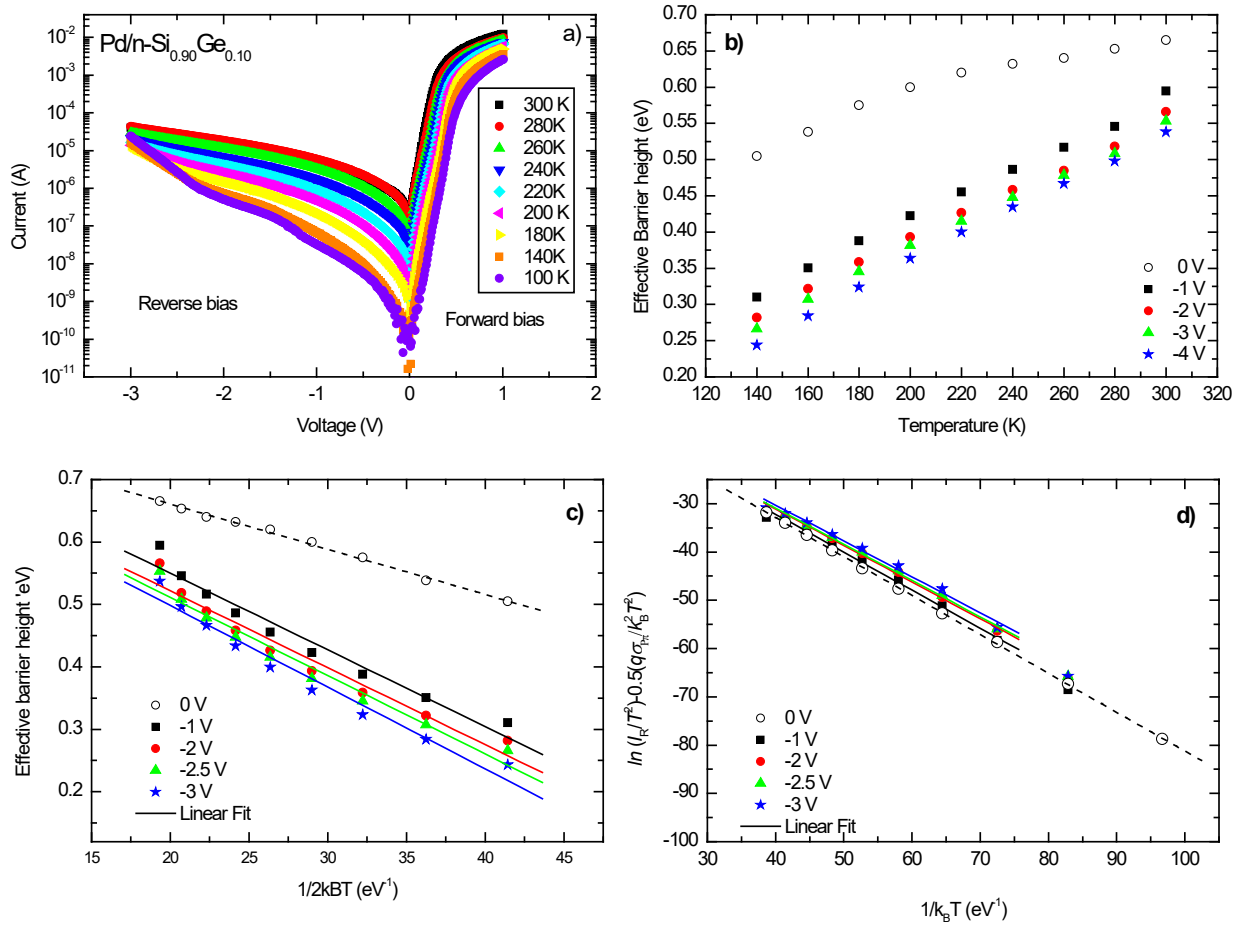 a)
Pd/n-Si0.90Ge0.10
Current (A)
10-2
10-3
10-4
10-5
10-6
10-7
10-8
10-9
10-10
10-11
300 K
280K
260K
240K
220K
200 K
180K
140K
100 K
Reverse bias
Forward bias
-3 -2 -1 0 1 2
Voltage (V)
b)
Effective Barrier height (eV)
0.70
0.65
0.60
0.55
0.50
0.45
0.40
0.35
0.30
0.25
0.20
0 V
-1 V
-2 V
-3 V
-4 V
120 140 160 180 200 220 240 260 280 300 320
Temperature (K)
c)
Effective barrier height 'eV)
0.7
0.6
0.5
0.4
0.3
0.2
0 V
-1 V
-2 V
-2.5 V
-3 V
Linear Fit
15 20 25 30 35 40 45
1/2kBT (eV-1)
d)
ln (IR/T2)-0.5(qσPr/kB2T2)
-30
-40
-50
-60
-70
-80
-90
-100
0 V
-1 V
-2 V
-2.5 V
-3 V
Linear Fit
30 40 50 60 70 80 90 100
1/kBT (eV-1)